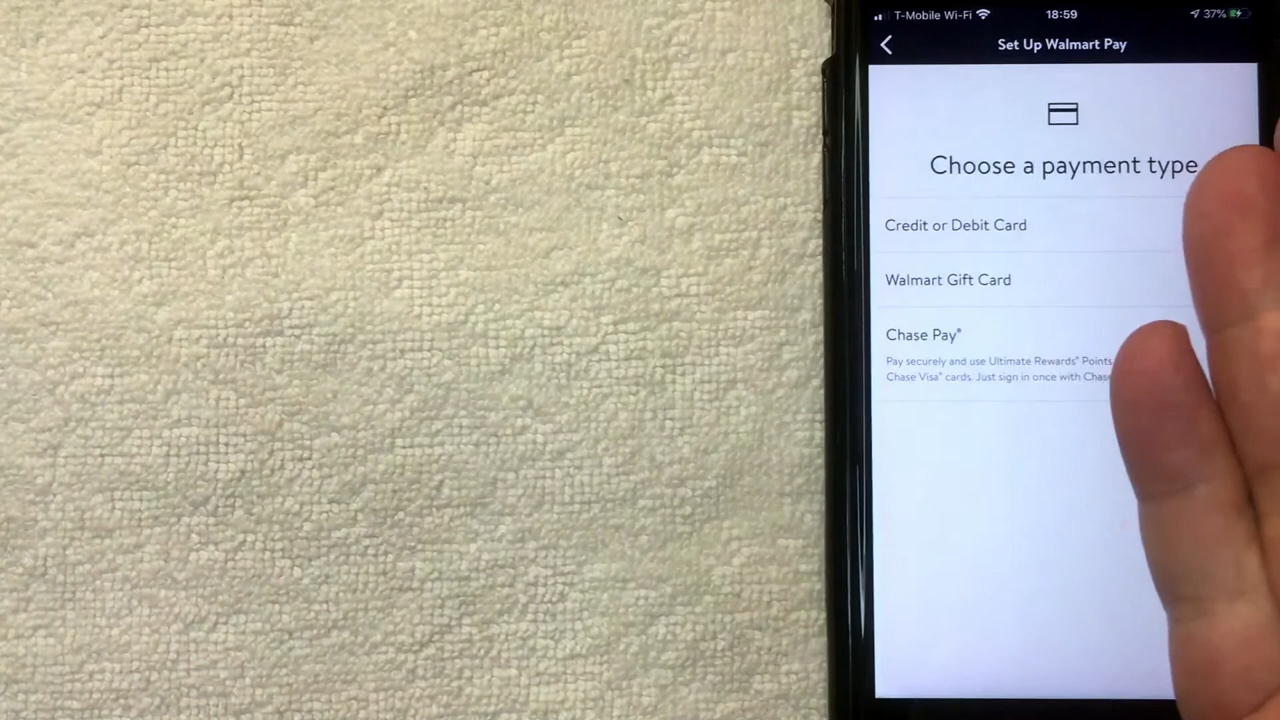 T-Mobile Wi-Fi 18:59 37%
Set Up Walmart Pay
Choose a payment type
Credit or Debit Card
Walmart Gift Card
Chase Pay®
Pay securely and use Ultimate Rewards® Points
Chase Visa® cards. Just sign in once with Chase